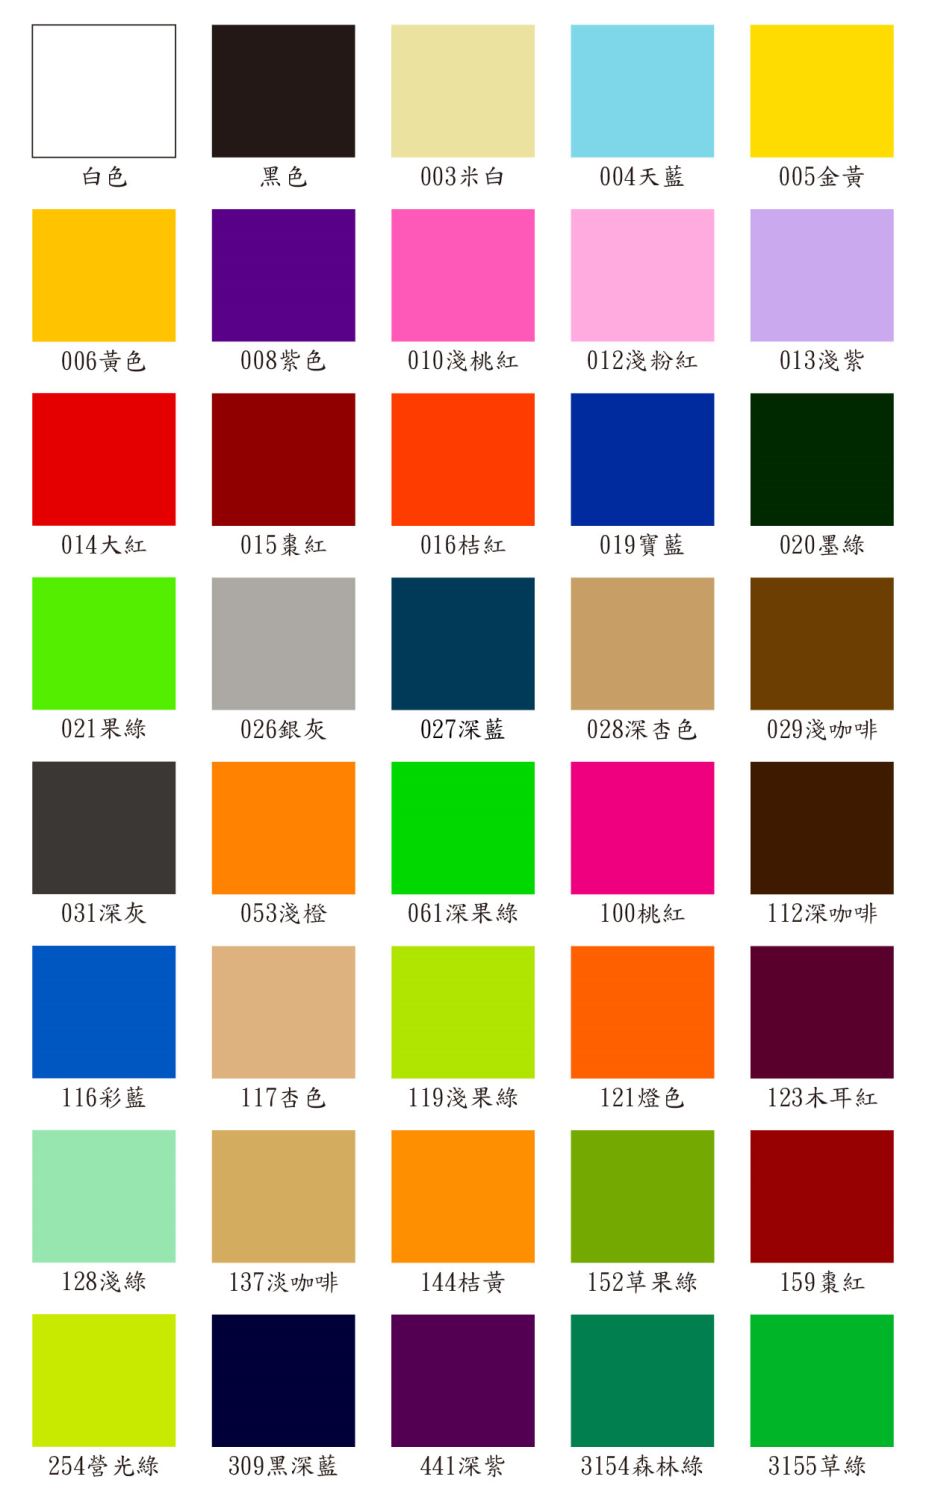 白色
黑色
003米白
004天藍
005金黃
006黃色
008紫色
010淺桃紅
012淺粉紅
013淺紫
014大紅
015棗紅
016桔紅
019寶藍
020墨綠
021果綠
026銀灰
027深藍
028深杏色
029淺咖啡
031深灰
053淺橙
061深果綠
100桃紅
112深咖啡
116彩藍
117杏色
119淺果綠
121燈色
123木耳紅
128淺綠
137淡咖啡
144桔黃
152草果綠
159棗紅
254營光綠
309黑深藍
441深紫
3154森林綠
3155草綠